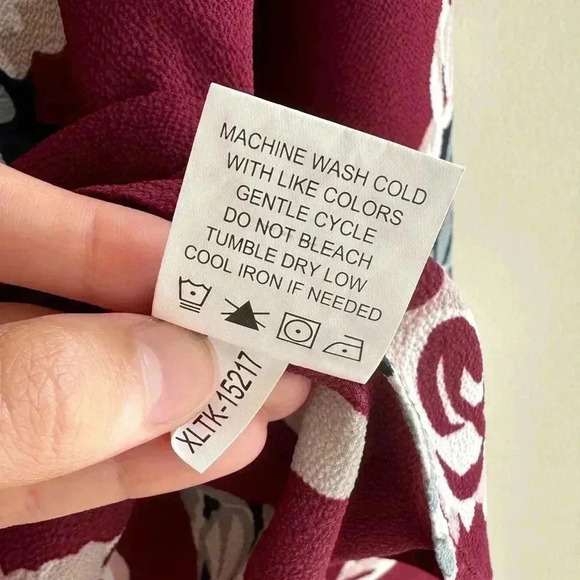 MACHINE WASH COLD
WITH LIKE COLORS
GENTLE CYCLE
DO NOT BLEACH
TUMBLE DRY LOW
COOL IRON IF NEEDED
XLTK-15217